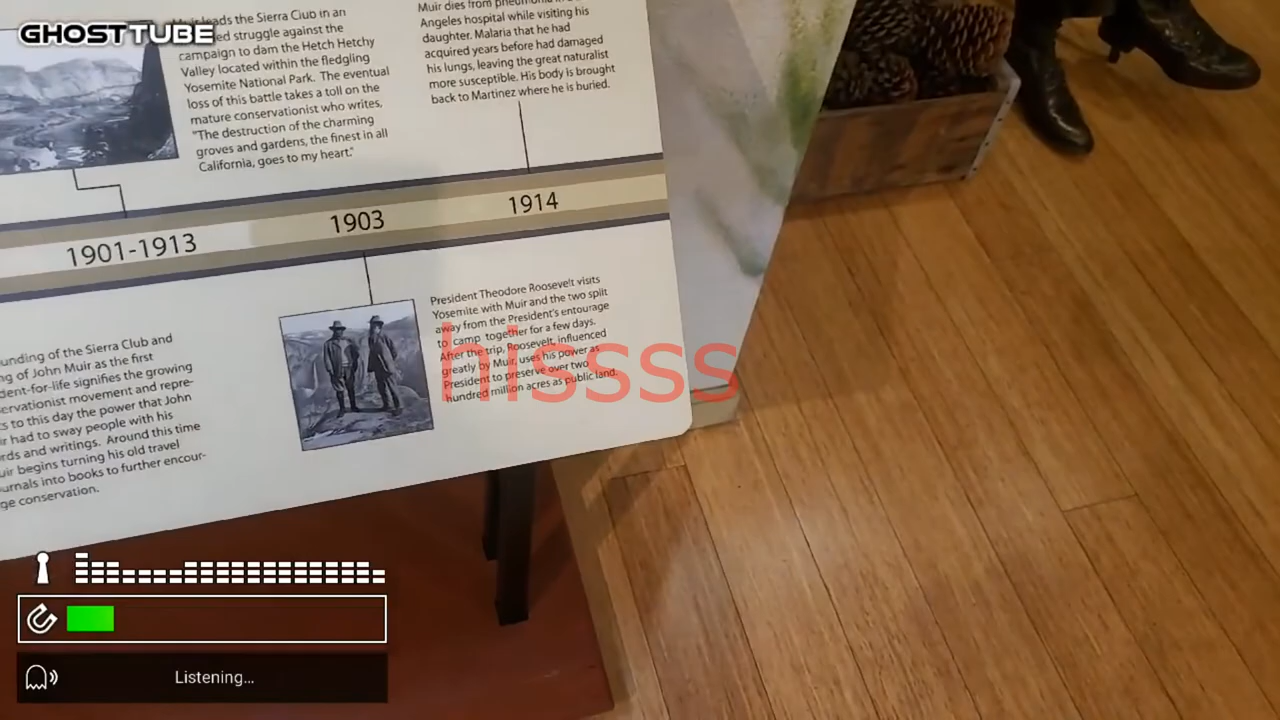 GHOSTTUBE
Muir leads the Sierra Club in an
ed struggle against the
campaign to dam the Hetch Hetchy
Valley located within the fledgling
Yosemite National Park. The eventual
loss of this battle takes a toll on the
mature conservationist who writes,
"The destruction of the charming
groves and gardens, the finest in all
California, goes to my heart."
Muir dies from pneumonia in
Angeles hospital while visiting his
daughter. Malaria that he had
acquired years before had damaged
his lungs, leaving the great naturalist
more susceptible. His body is brought
back to Martinez where he is buried.
1901-1913
1903
1914
unding of the Sierra Club and
ng of John Muir as the first
dent-for-life signifies the growing
servationist movement and repre-
ts to this day the power that John
ir had to sway people with his
rds and writings. Around this time
uir begins turning his old travel
urnals into books to further encour-
ge conservation.
President Theodore Roosevelt visits
Yosemite with Muir and the two split
away from the President's entourage
to camp together for a few days.
After the trip, Roosevelt, influenced
greatly by Muir, uses his power as
President to preserve over two
hundred million acres as public land.
hissss
Listening...